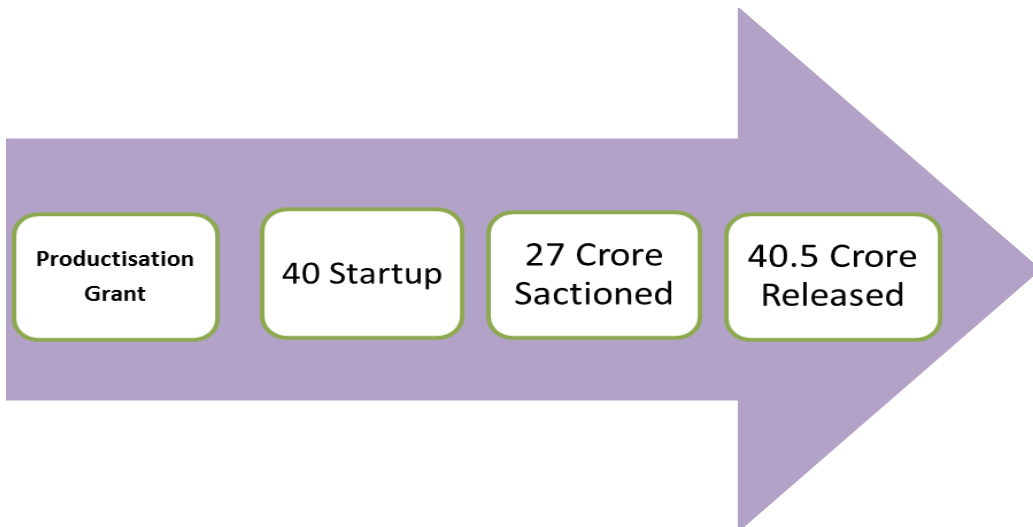 Productisation
Grant
40 Startup
27 Crore
Sactioned
40.5 Crore
Released